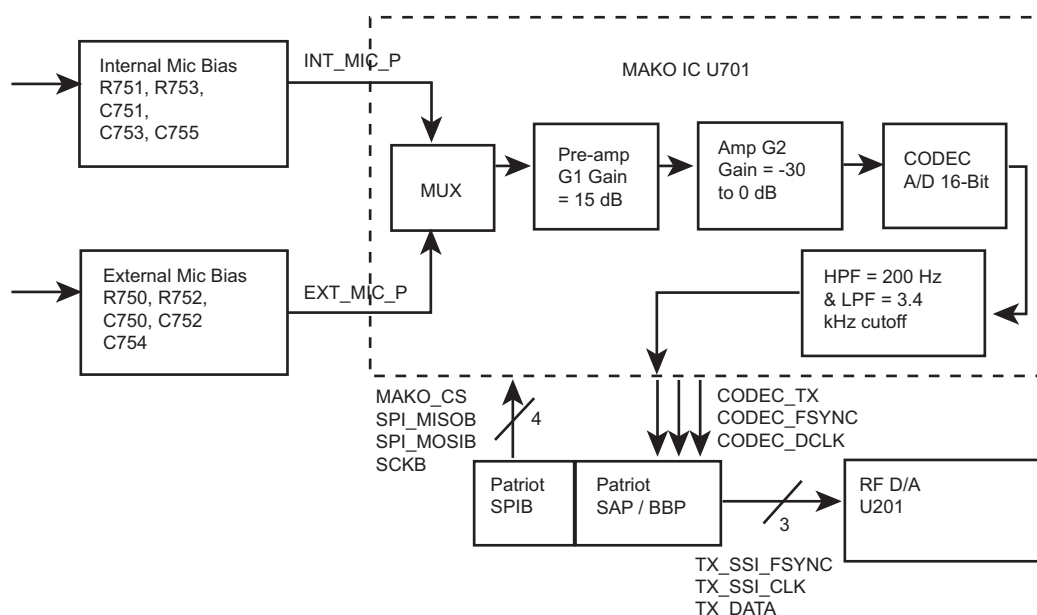 Internal Mic Bias
R751, R753,
C751,
C753, C755
INT_MIC_P
MAKO IC U701
MUX
Pre-amp
G1 Gain
= 15 dB
Amp G2
Gain = -30
to 0 dB
CODEC
A/D 16-Bit
External Mic Bias
R750, R752,
C750, C752
C754
EXT_MIC_P
HPF = 200 Hz
& LPF = 3.4
kHz cutoff
MAKO_CS
SPI_MISOB
SPI_MOSIB
SCKB
4
CODEC_TX
CODEC_FSYNC
CODEC_DCLK
Patriot
SPIB
Patriot
SAP / BBP
3
RF D/A
U201
TX_SSI_FSYNC
TX_SSI_CLK
TX_DATA